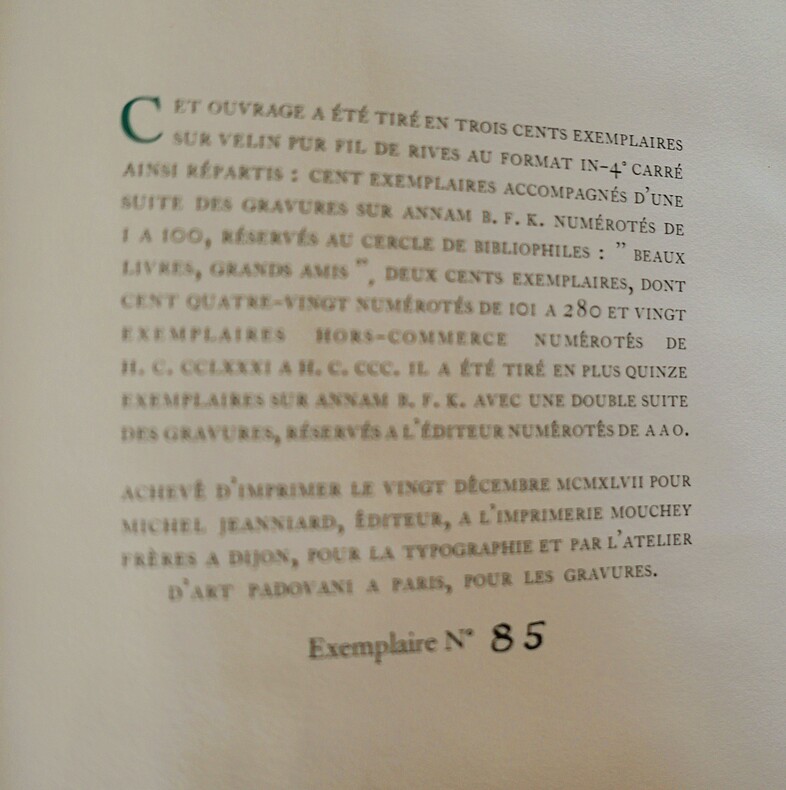 CET OUVRAGE A ÉTÉ TIRÉ EN TROIS CENTS EXEMPLAIRES
SUR VELIN PUR FIL DE RIVES AU FORMAT IN-4° CARRÉ
AINSI RÉPARTIS : CENT EXEMPLAIRES ACCOMPAGNÉS D'UNE
SUITE DES GRAVURES SUR ANNAM B. F. K. NUMÉROTÉS DE
1 A 100, RÉSERVÉS AU CERCLE DE BIBLIOPHILES : " BEAUX
LIVRES, GRANDS AMIS ", DEUX CENTS EXEMPLAIRES, DONT
CENT QUATRE-VINGT NUMÉROTÉS DE 101 A 280 ET VINGT
EXEMPLAIRES HORS-COMMERCE NUMÉROTÉS DE
H. C. CCLXXXI A H. C. CCC. IL A ÉTÉ TIRÉ EN PLUS QUINZE
EXEMPLAIRES SUR ANNAM B. F. K. AVEC UNE DOUBLE SUITE
DES GRAVURES, RÉSERVÉS A L'ÉDITEUR NUMÉROTÉS DE A A O.
ACHEVÉ D'IMPRIMER LE VINGT DÉCEMBRE MCMXLVII POUR
MICHEL JEANNIARD, ÉDITEUR, A L'IMPRIMERIE MOUCHEY
FRÈRES A DIJON, POUR LA TYPOGRAPHIE ET PAR L'ATELIER
D'ART PADOVANI A PARIS, POUR LES GRAVURES.
Exemplaire N° 85